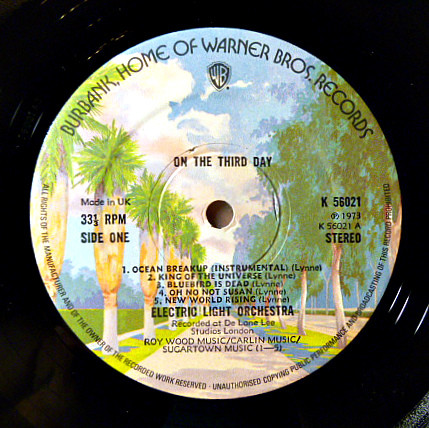 BURBANK, HOME OF WARNER BROS. RECORDS
WB
ON THE THIRD DAY
Made in UK
33⅓ RPM
SIDE ONE
K 56021
℗ 1973
K 56021 A
STEREO
1. OCEAN BREAKUP (INSTRUMENTAL) (Lynne)
2. KING OF THE UNIVERSE (Lynne)
3. BLUEBIRD IS DEAD (Lynne)
4. OH NO NOT SUSAN (Lynne)
5. NEW WORLD RISING (Lynne)
ELECTRIC LIGHT ORCHESTRA
Recorded at De Lane Lee
Studios London
ROY WOOD MUSIC/CARLIN MUSIC/
SUGARTOWN MUSIC (1—5)
ALL RIGHTS OF THE MANUFACTURER AND OF THE OWNER OF THE RECORDED WORK RESERVED · UNAUTHORISED COPYING PUBLIC PERFORMANCE AND BROADCASTING OF THIS RECORD PROHIBITED